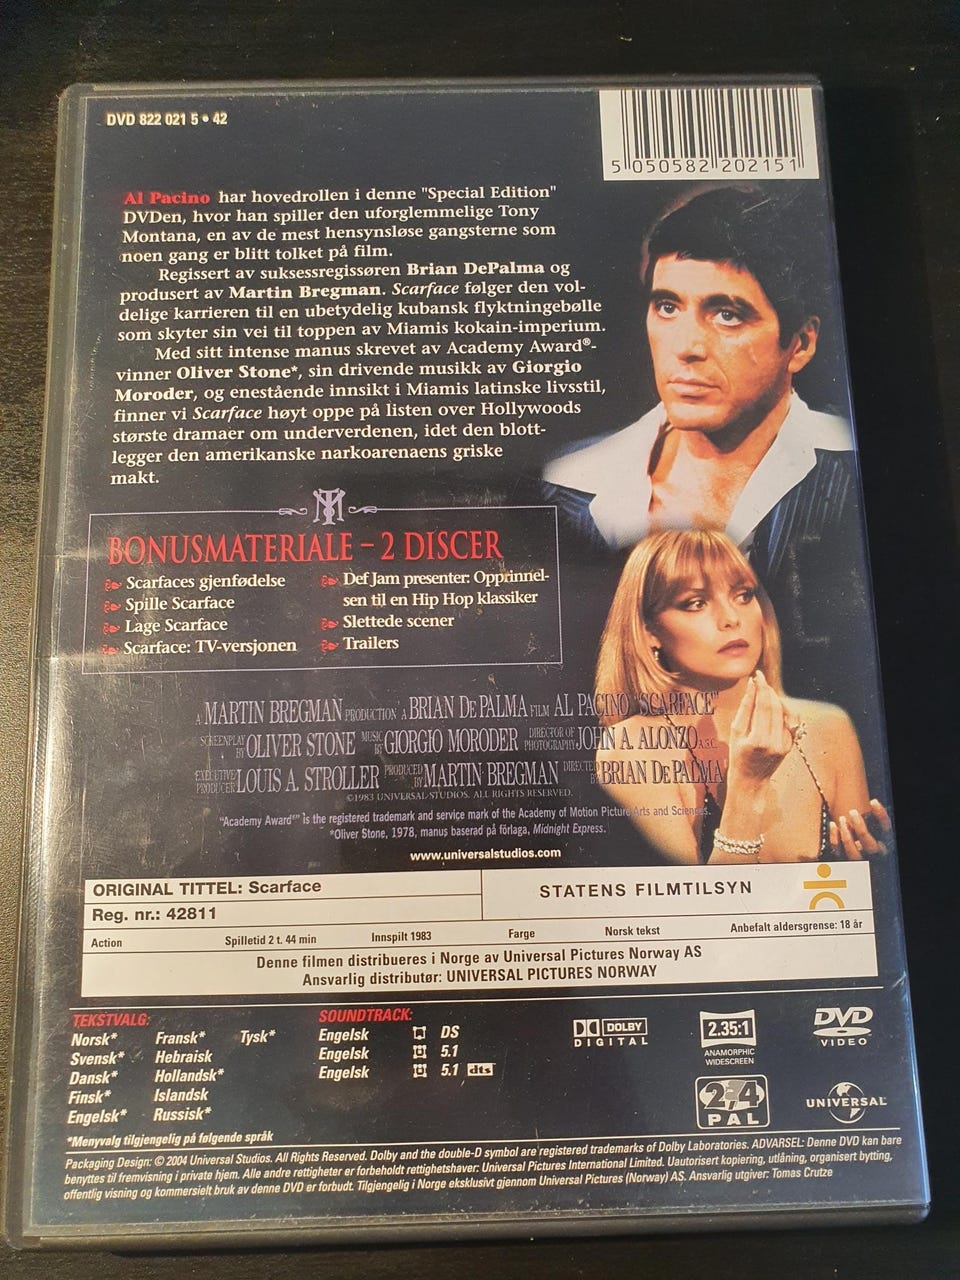 DVD 822 021 5 • 42
5 050582 202151
Al Pacino har hovedrollen i denne "Special Edition"
DVDen, hvor han spiller den uforglemmelige Tony
Montana, en av de mest hensynsløse gangsterne som
noen gang er blitt tolket på film.
Regissert av suksessregissøren Brian DePalma og
produsert av Martin Bregman. Scarface følger den vol-
delige karrieren til en ubetydelig kubansk flyktningebølle
som skyter sin vei til toppen av Miamis kokain-imperium.
Med sitt intense manus skrevet av Academy Award®-
vinner Oliver Stone*, sin drivende musikk av Giorgio
Moroder, og enestående innsikt i Miamis latinske livsstil,
finner vi Scarface høyt oppe på listen over Hollywoods
største dramaer om underverdenen, idet den blott-
legger den amerikanske narkoarenaens griske
makt.
TM
BONUSMATERIALE – 2 DISCER
Scarfaces gjenfødelse
Spille Scarface
Lage Scarface
Scarface: TV-versjonen
Def Jam presenter: Opprinnel-
sen til en Hip Hop klassiker
Slettede scener
Trailers
A MARTIN BREGMAN PRODUCTION A BRIAN DE PALMA FILM AL PACINO "SCARFACE"
SCREENPLAY BY OLIVER STONE MUSIC BY GIORGIO MORODER DIRECTOR OF PHOTOGRAPHY JOHN A. ALONZO A.S.C.
EXECUTIVE PRODUCER LOUIS A. STROLLER PRODUCED BY MARTIN BREGMAN DIRECTED BY BRIAN DE PALMA
©1983 UNIVERSAL STUDIOS. ALL RIGHTS RESERVED.
"Academy Award®" is the registered trademark and service mark of the Academy of Motion Picture Arts and Sciences.
*Oliver Stone, 1978, manus baserad på förlaga, Midnight Express.
www.universalstudios.com
ORIGINAL TITTEL: Scarface
Reg. nr.: 42811
STATENS FILMTILSYN
Action Spilletid 2 t. 44 min Innspilt 1983 Farge Norsk tekst Anbefalt aldersgrense: 18 år
Denne filmen distribueres i Norge av Universal Pictures Norway AS
Ansvarlig distributør: UNIVERSAL PICTURES NORWAY
TEKSTVALG:
Norsk* Fransk* Tysk*
Svensk* Hebraisk
Dansk* Hollandsk*
Finsk* Islandsk
Engelsk* Russisk*
*Menyvalg tilgjengelig på følgende språk
SOUNDTRACK:
Engelsk DS
Engelsk 5.1
Engelsk 5.1 dts
DOLBY
DIGITAL
2.35:1
ANAMORPHIC
WIDESCREEN
DVD
VIDEO
2,4
PAL
UNIVERSAL
Packaging Design: © 2004 Universal Studios. All Rights Reserved. Dolby and the double-D symbol are registered trademarks of Dolby Laboratories. ADVARSEL: Denne DVD kan bare
benyttes til fremvisning i private hjem. Alle andre rettigheter er forbeholdt rettighetshaver: Universal Pictures International Limited. Uautorisert kopiering, utlåning, organisert bytting,
offentlig visning og kommersielt bruk av denne DVD er forbudt. Tilgjengelig i Norge eksklusivt gjennom Universal Pictures (Norway) AS. Ansvarlig utgiver: Tomas Crutze